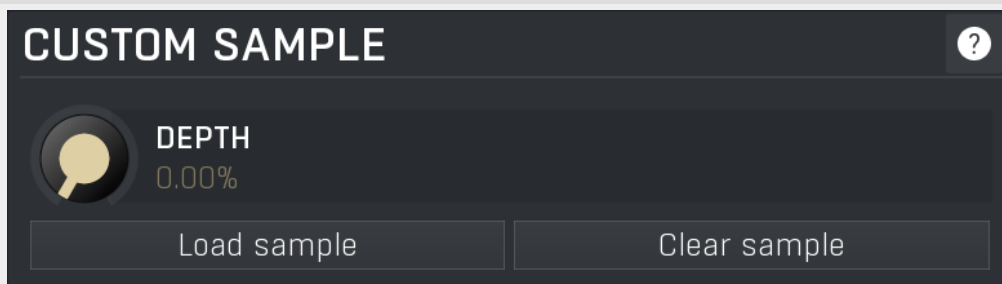 CUSTOM SAMPLE
?
DEPTH
0.00%
Load sample
Clear sample